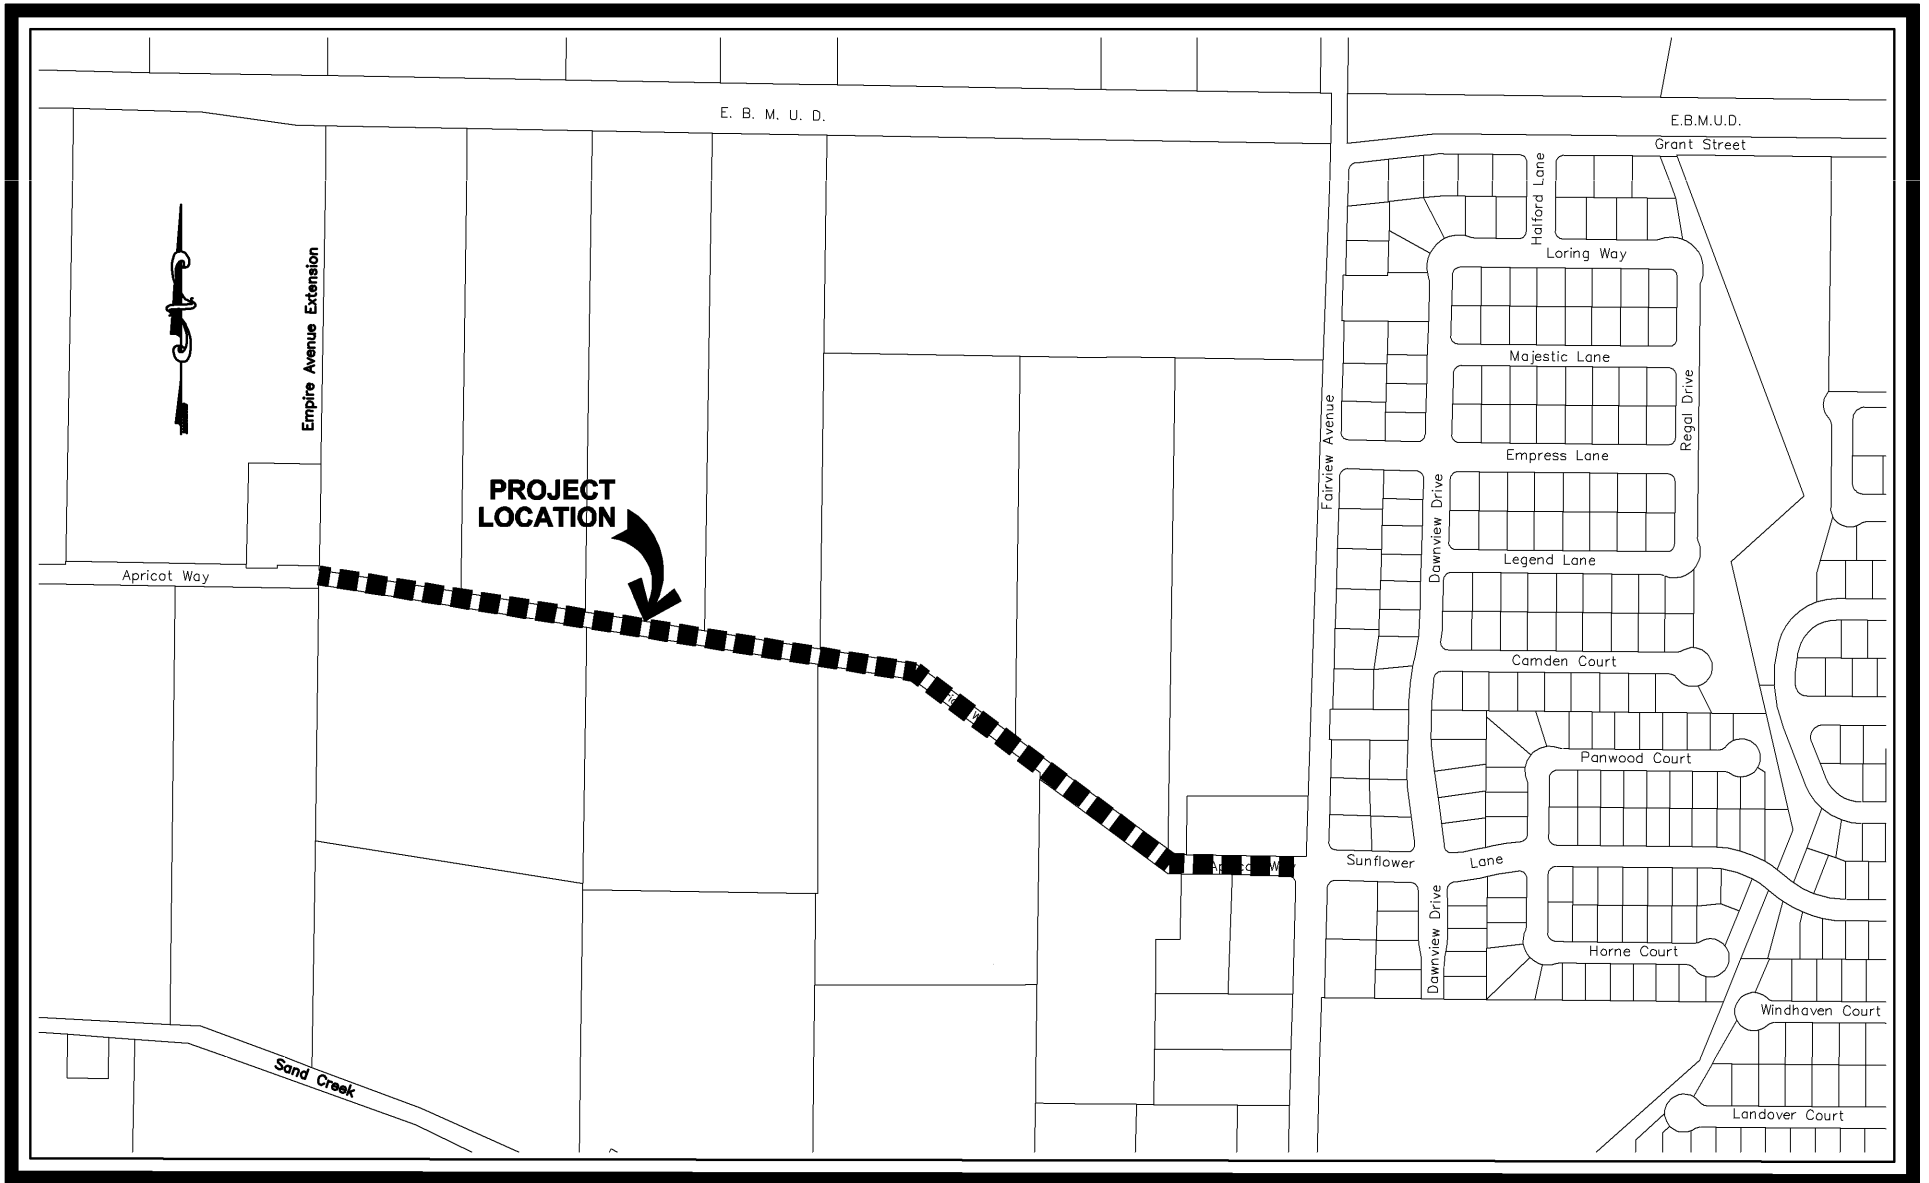 E. B. M. U. D.
E.B.M.U.D.
Grant Street
Halford Lane
Loring Way
Empire Avenue Extension
Majestic Lane
Regal Drive
Fairview Avenue
Empress Lane
PROJECT
LOCATION
Dawnview Drive
Legend Lane
Apricot Way
Camden Court
Panwood Court
Apricot Way
Sunflower Lane
Dawnview Drive
Horne Court
Windhaven Court
Sand Creek
Landover Court